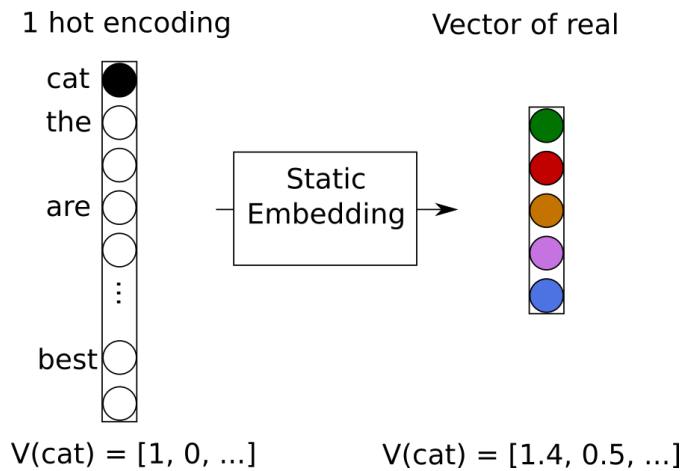 1 hot encoding
Vector of real
cat
the
are
...
best
Static
Embedding
V(cat) = [1, 0, ...]
V(cat) = [1.4, 0.5, ...]